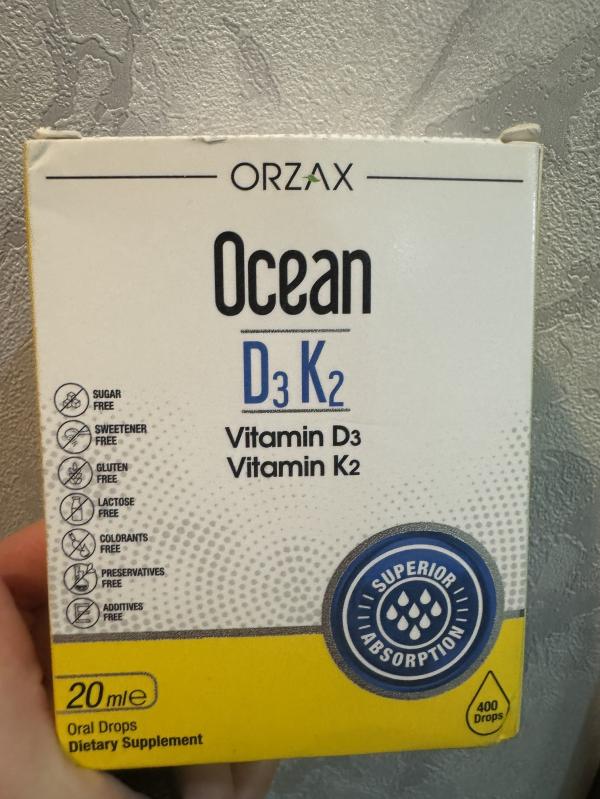 ORZAX
Ocean
D3 K2
Vitamin D3
Vitamin K2
SUGAR
FREE
SWEETENER
FREE
GLUTEN
FREE
LACTOSE
FREE
COLORANTS
FREE
PRESERVATIVES
FREE
ADDITIVES
FREE
SUPERIOR
ABSORPTION
20 ml e
Oral Drops
Dietary Supplement
400
Drops